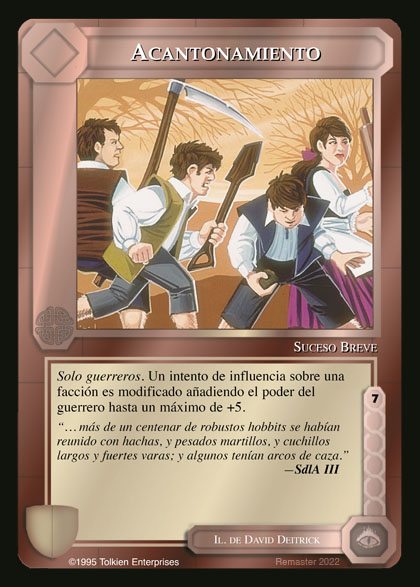 ACANTONAMIENTO
SUCESO BREVE
Solo guerreros. Un intento de influencia sobre una
facción es modificado añadiendo el poder del
guerrero hasta un máximo de +5.
7
“… más de un centenar de robustos hobbits se habían
reunido con hachas, y pesados martillos, y cuchillos
largos y fuertes varas; y algunos tenían arcos de caza.”
—SdlA III
IL. DE DAVID DEITRICK
©1995 Tolkien Enterprises
Remaster 2022